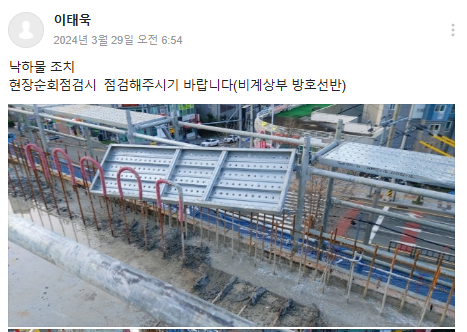 이태욱
2024년 3월 29일 오전 6:54
낙하물 조치
현장순회점검시 점검해주시기 바랍니다(비계상부 방호선반)